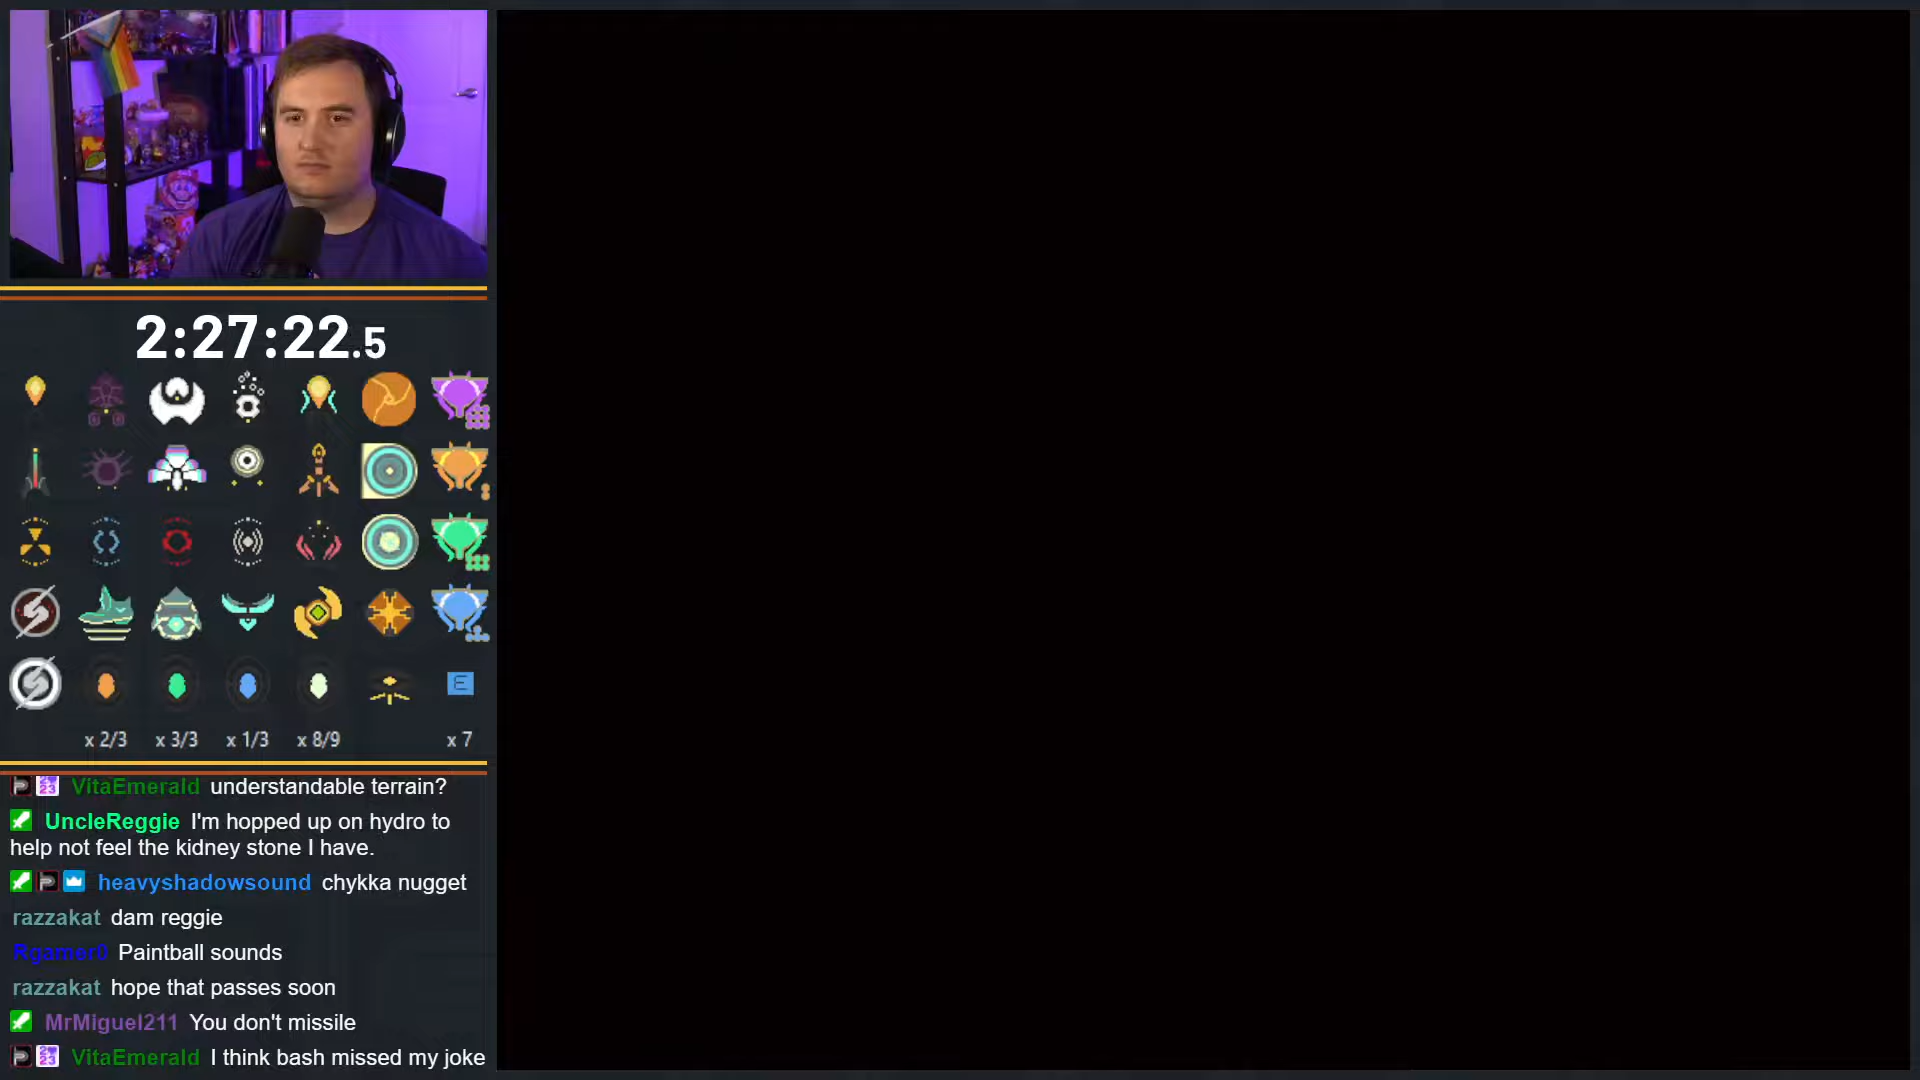 2:27:22.5
E
x 2/3 x 3/3 x 1/3 x 8/9 x 7
VitaEmerald understandable terrain?
UncleReggie I'm hopped up on hydro to
help not feel the kidney stone I have.
heavyshadowsound chykka nugget
razzakat dam reggie
Rgamer0 Paintball sounds
razzakat hope that passes soon
MrMiguel211 You don't missile
VitaEmerald I think bash missed my joke